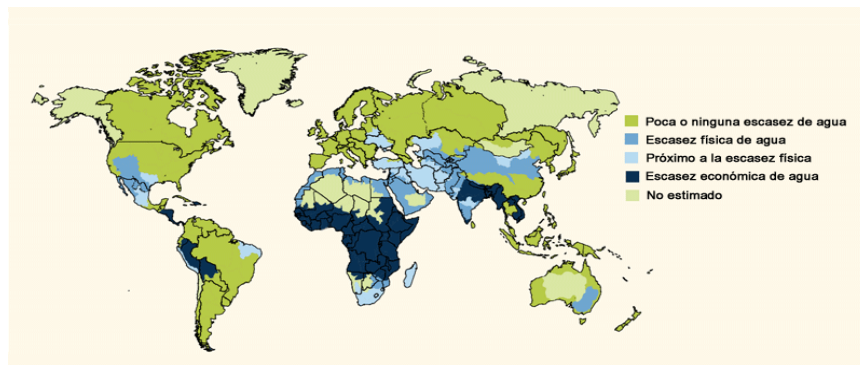 Poca o ninguna escasez de agua
Escasez física de agua
Próximo a la escasez física
Escasez económica de agua
No estimado